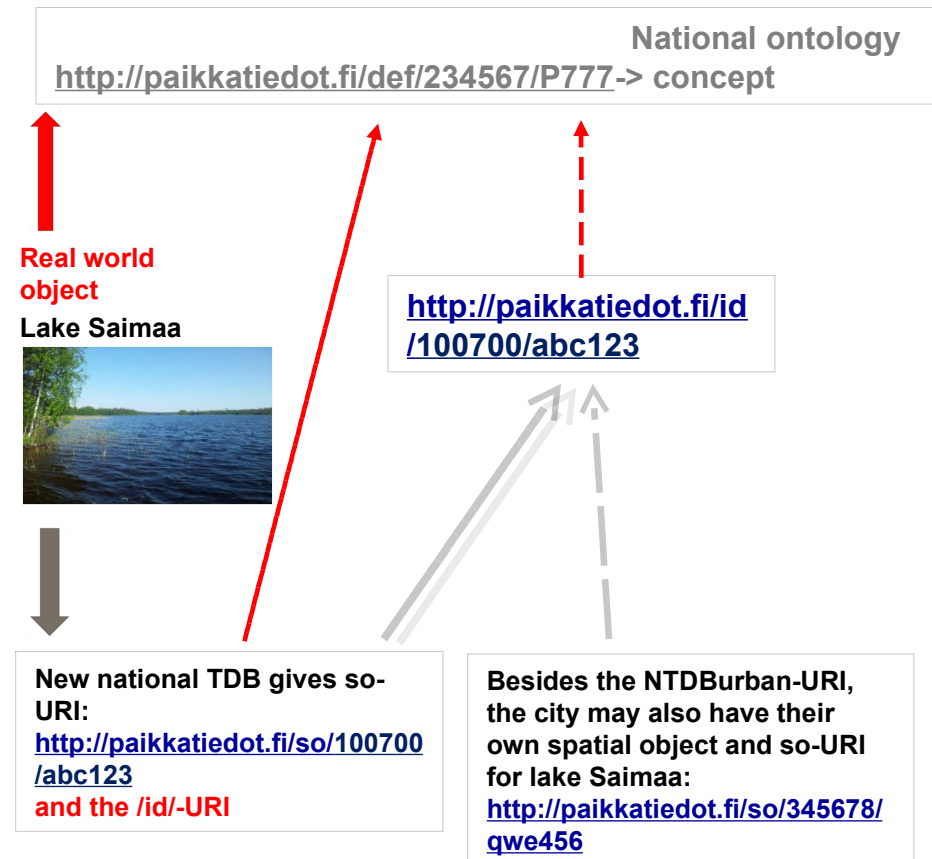 National ontology
http://paikkatiedot.fi/def/234567/P777-> concept
Real world
object
Lake Saimaa
http://paikkatiedot.fi/id
/100700/abc123
New national TDB gives so-
URI:
http://paikkatiedot.fi/so/100700
/abc123
and the /id/-URI
Besides the NTDBurban-URI,
the city may also have their
own spatial object and so-URI
for lake Saimaa:
http://paikkatiedot.fi/so/345678/
qwe456